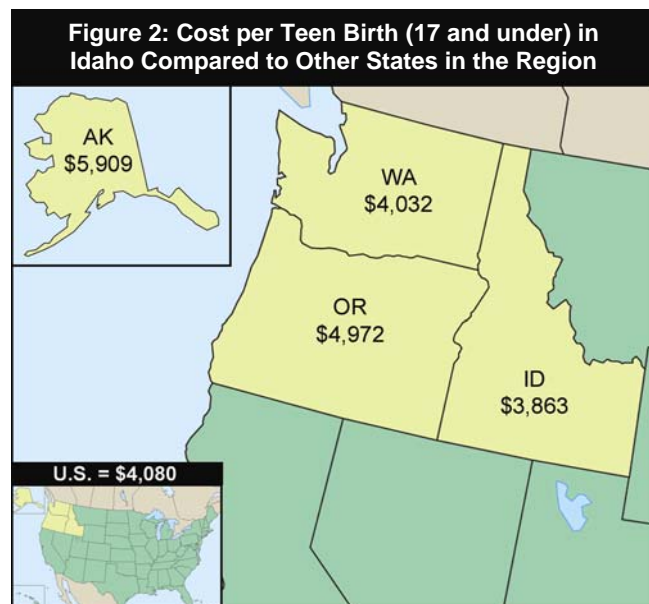 Figure 2: Cost per Teen Birth (17 and under) in
Idaho Compared to Other States in the Region
AK
$5,909
WA
$4,032
OR
$4,972
ID
$3,863
U.S. = $4,080